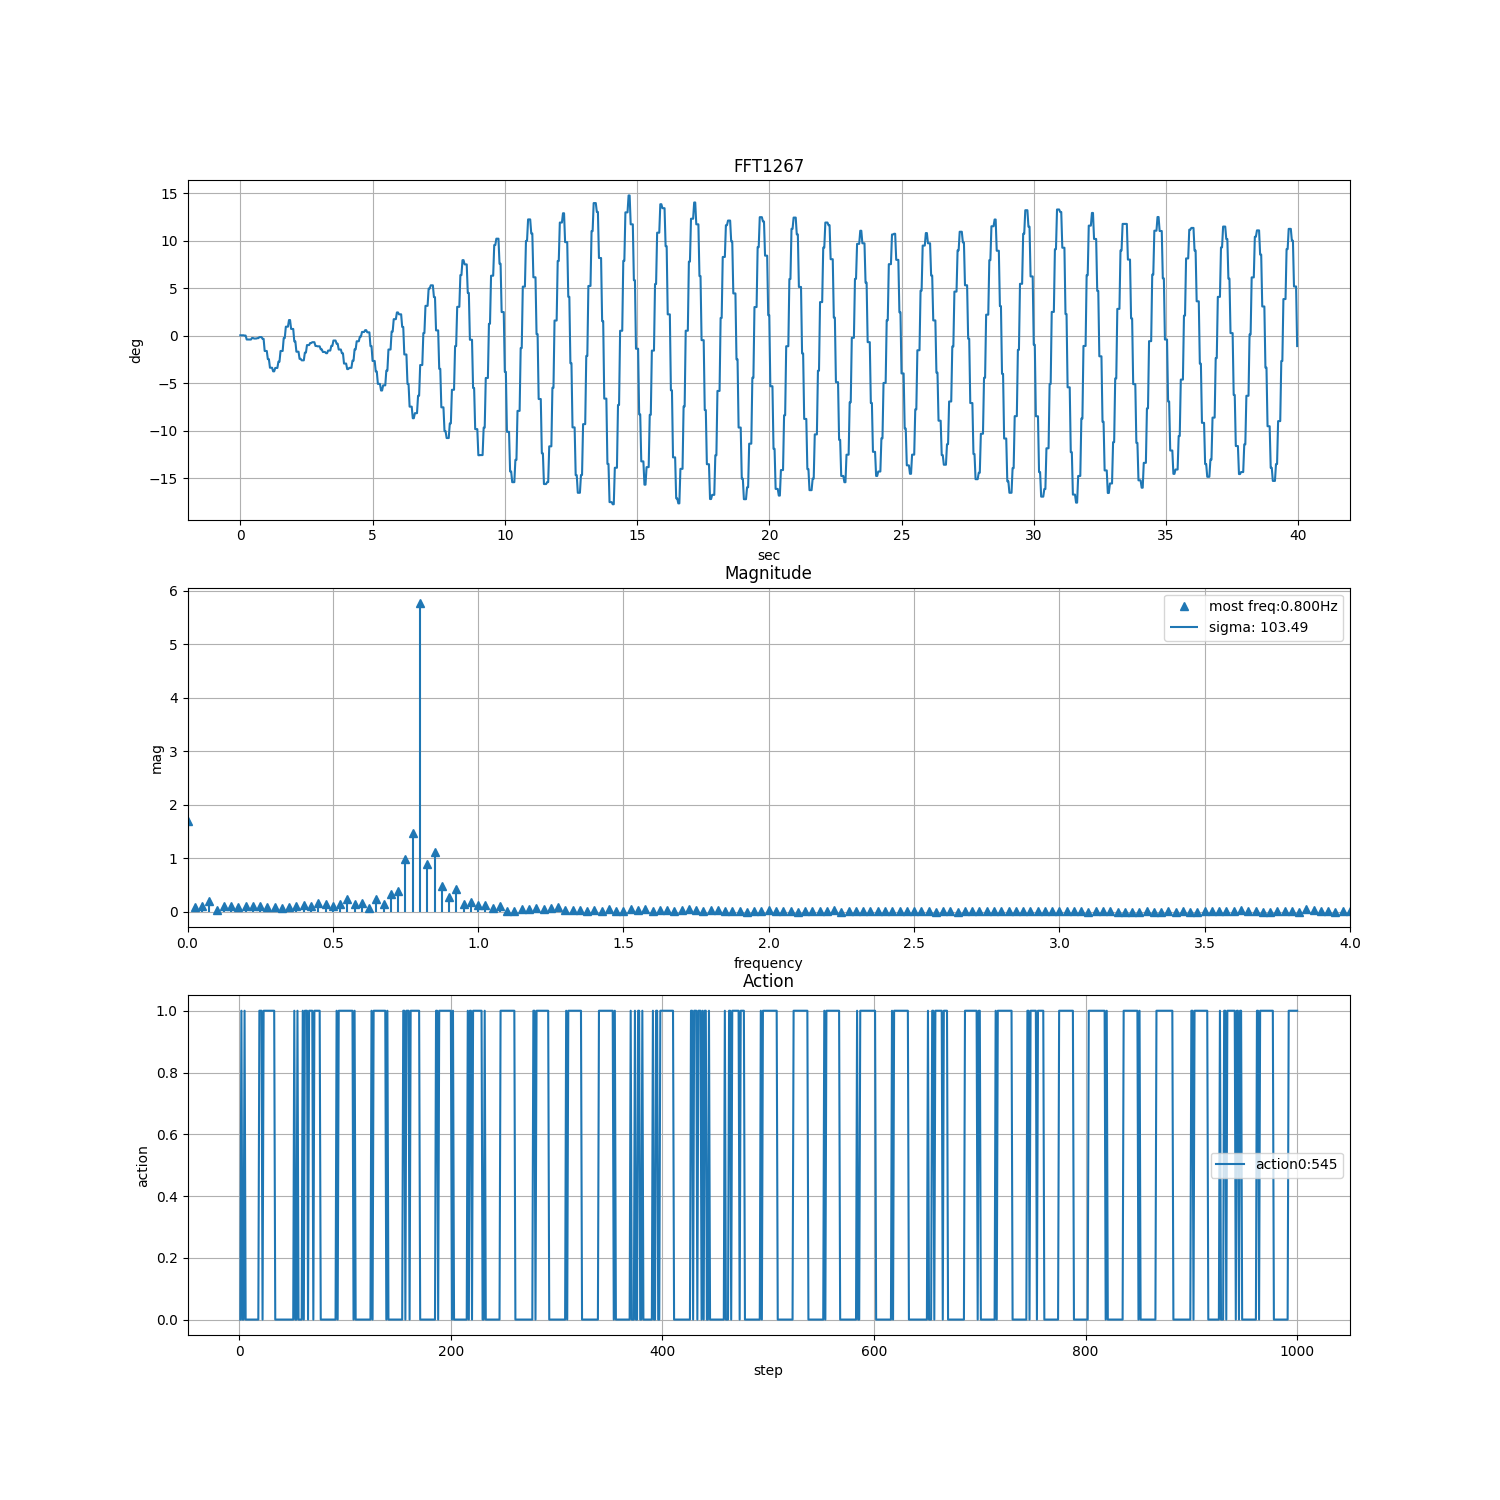 FFT1267
15
10
5
0
−5
−10
−15
deg
0 5 10 15 20 25 30 35 40
sec
Magnitude
6
5
4
3
2
1
0
mag
most freq:0.800Hz
sigma: 103.49
0.0 0.5 1.0 1.5 2.0 2.5 3.0 3.5 4.0
frequency
Action
1.0
0.8
0.6
0.4
0.2
0.0
action
action0:545
0 200 400 600 800 1000
step